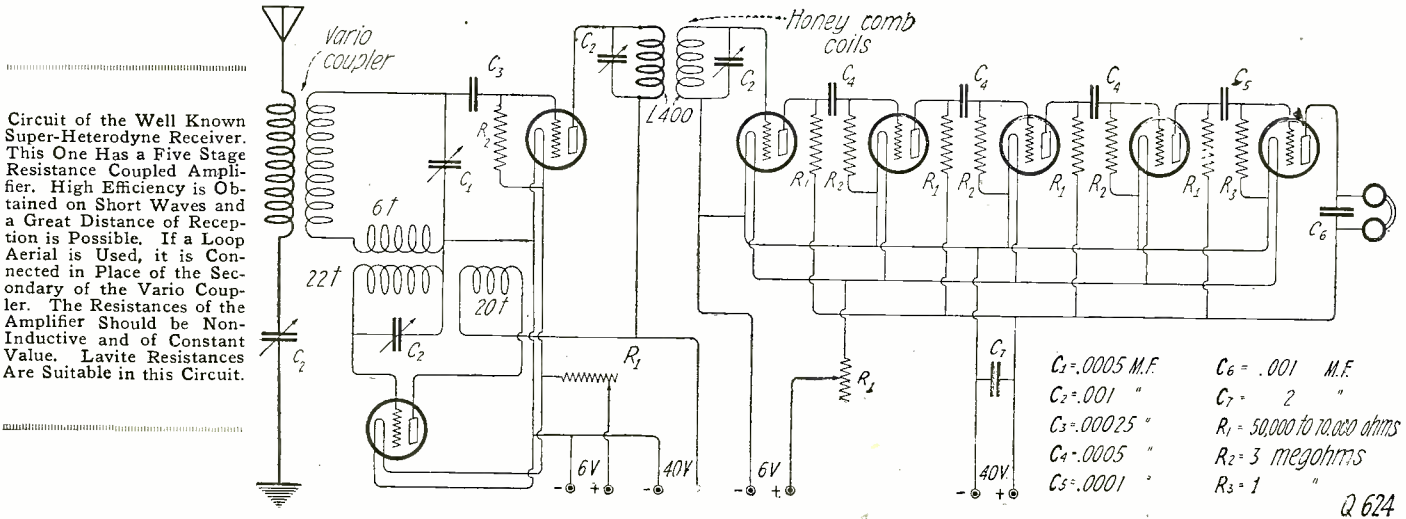 Circuit of the Well Known
Super-Heterodyne Receiver.
This One Has a Five Stage
Resistance Coupled Ampli-
fier. High Efficiency is Ob-
tained on Short Waves and
a Great Distance of Recep-
tion is Possible. If a Loop
Aerial is Used, it is Con-
nected in Place of the Sec-
ondary of the Vario Coup-
ler. The Resistances of the
Amplifier Should be Non-
Inductive and of Constant
Value. Lavite Resistances
Are Suitable in this Circuit.
Vario
coupler
C3
R2
C1
6t
22t
20t
C2
C2
C2
Honey comb
coils
C2
L400
C4
C4
C4
C5
R1
R2
R1
R2
R1
R2
R1
R3
C6
R1
R1
C7
6V
- +
40V
-
6V
- +
40V
- +
C1=.0005 M.F.
C2=.001 "
C3=.00025 "
C4=.0005 "
C5=.0001 "
C6= .001 M.F.
C7= 2 "
R1= 50,000 to 70,000 ohms
R2= 3 megohms
R3= 1 "
Q 624